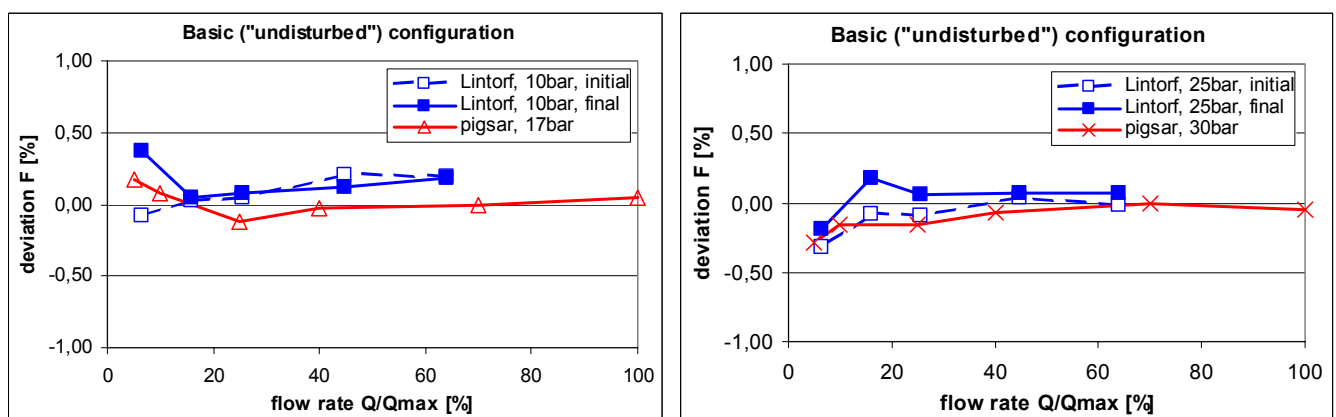 Basic ("undisturbed") configuration
1,00
0,50
0,00
-0,50
-1,00
deviation F [%]
Lintorf, 10bar, initial
Lintorf, 10bar, final
pigsar, 17bar
0 20 40 60 80 100
flow rate Q/Qmax [%]
Basic ("undisturbed") configuration
1,00
0,50
0,00
-0,50
-1,00
deviation F [%]
Lintorf, 25bar, initial
Lintorf, 25bar, final
pigsar, 30bar
0 20 40 60 80 100
flow rate Q/Qmax [%]